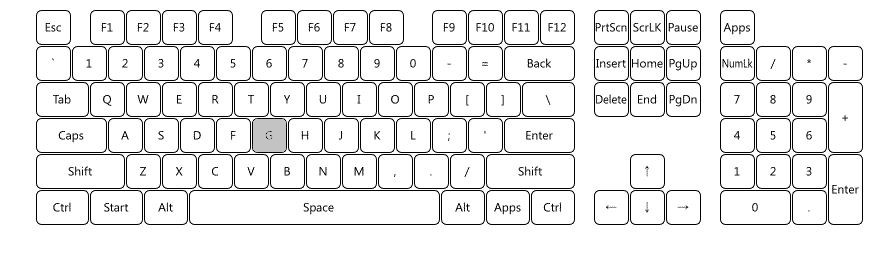 Esc F1 F2 F3 F4 F5 F6 F7 F8 F9 F10 F11 F12 PrtScn ScrLK Pause Apps
` 1 2 3 4 5 6 7 8 9 0 - = Back Insert Home PgUp NumLk / * -
Tab Q W E R T Y U I O P [ ] \ Delete End PgDn 7 8 9 +
Caps A S D F G H J K L ; ' Enter 4 5 6
Shift Z X C V B N M , . / Shift ↑ 1 2 3 Enter
Ctrl Start Alt Space Alt Apps Ctrl ← ↓ → 0 .